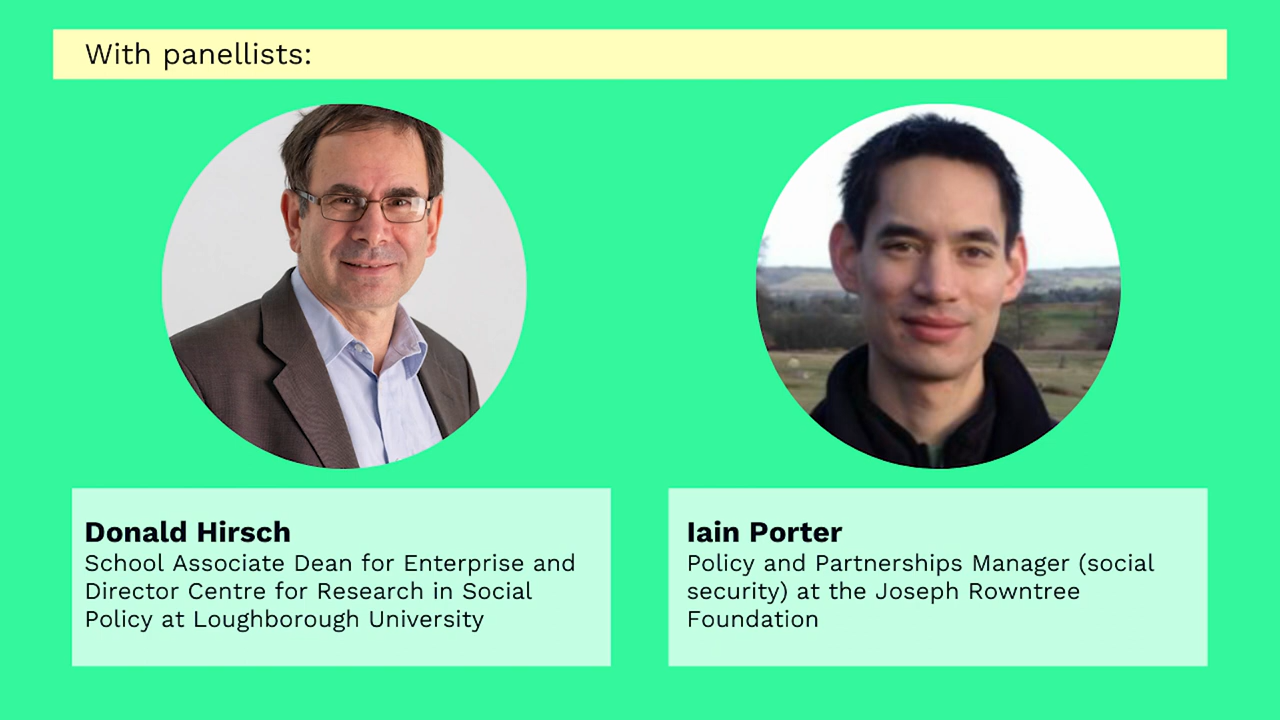 With panellists:
Donald Hirsch
School Associate Dean for Enterprise and
Director Centre for Research in Social
Policy at Loughborough University
Iain Porter
Policy and Partnerships Manager (social
security) at the Joseph Rowntree
Foundation